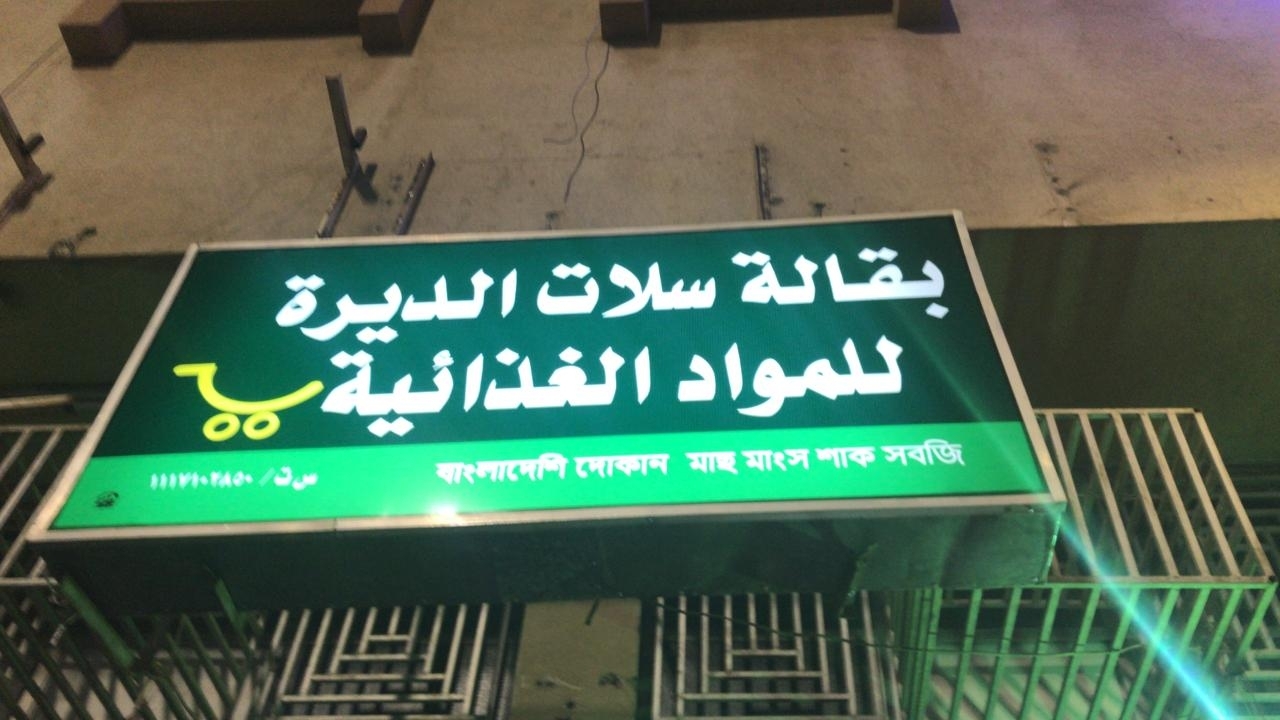 بقالة سلات الديرة
للمواد الغذائية
বাংলাদেশি দোকান মাছ মাংস শাক সবজি
س ت/ ١١١٧١٠٢٨٥٠